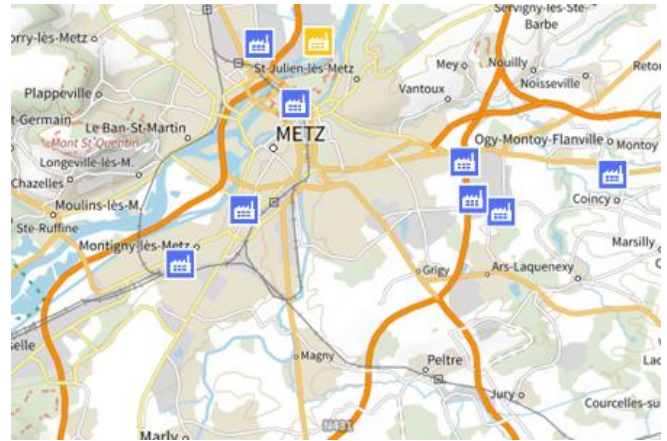 Servigny-lès-Ste-
Barbe
orry-lès-Metz
St-Julien-lès-Metz
Mey
Nouilly
Retor
Noisseville
Plappeville
Vantoux
t-Germain
Le Ban-St-Martin
METZ
Ogy-Montoy-Flanville
Montoy
Mont St Quentin
Longeville-lès-M.
Chazelles
Moulins-lès-M.
Coincy
Ste-Ruffine
Montigny-lès-Metz
Marsilly
Grigy
Ars-Laquenexy
selle
Magny
Peltre
Lac
Jury
Courcelles-su
N431
Marly